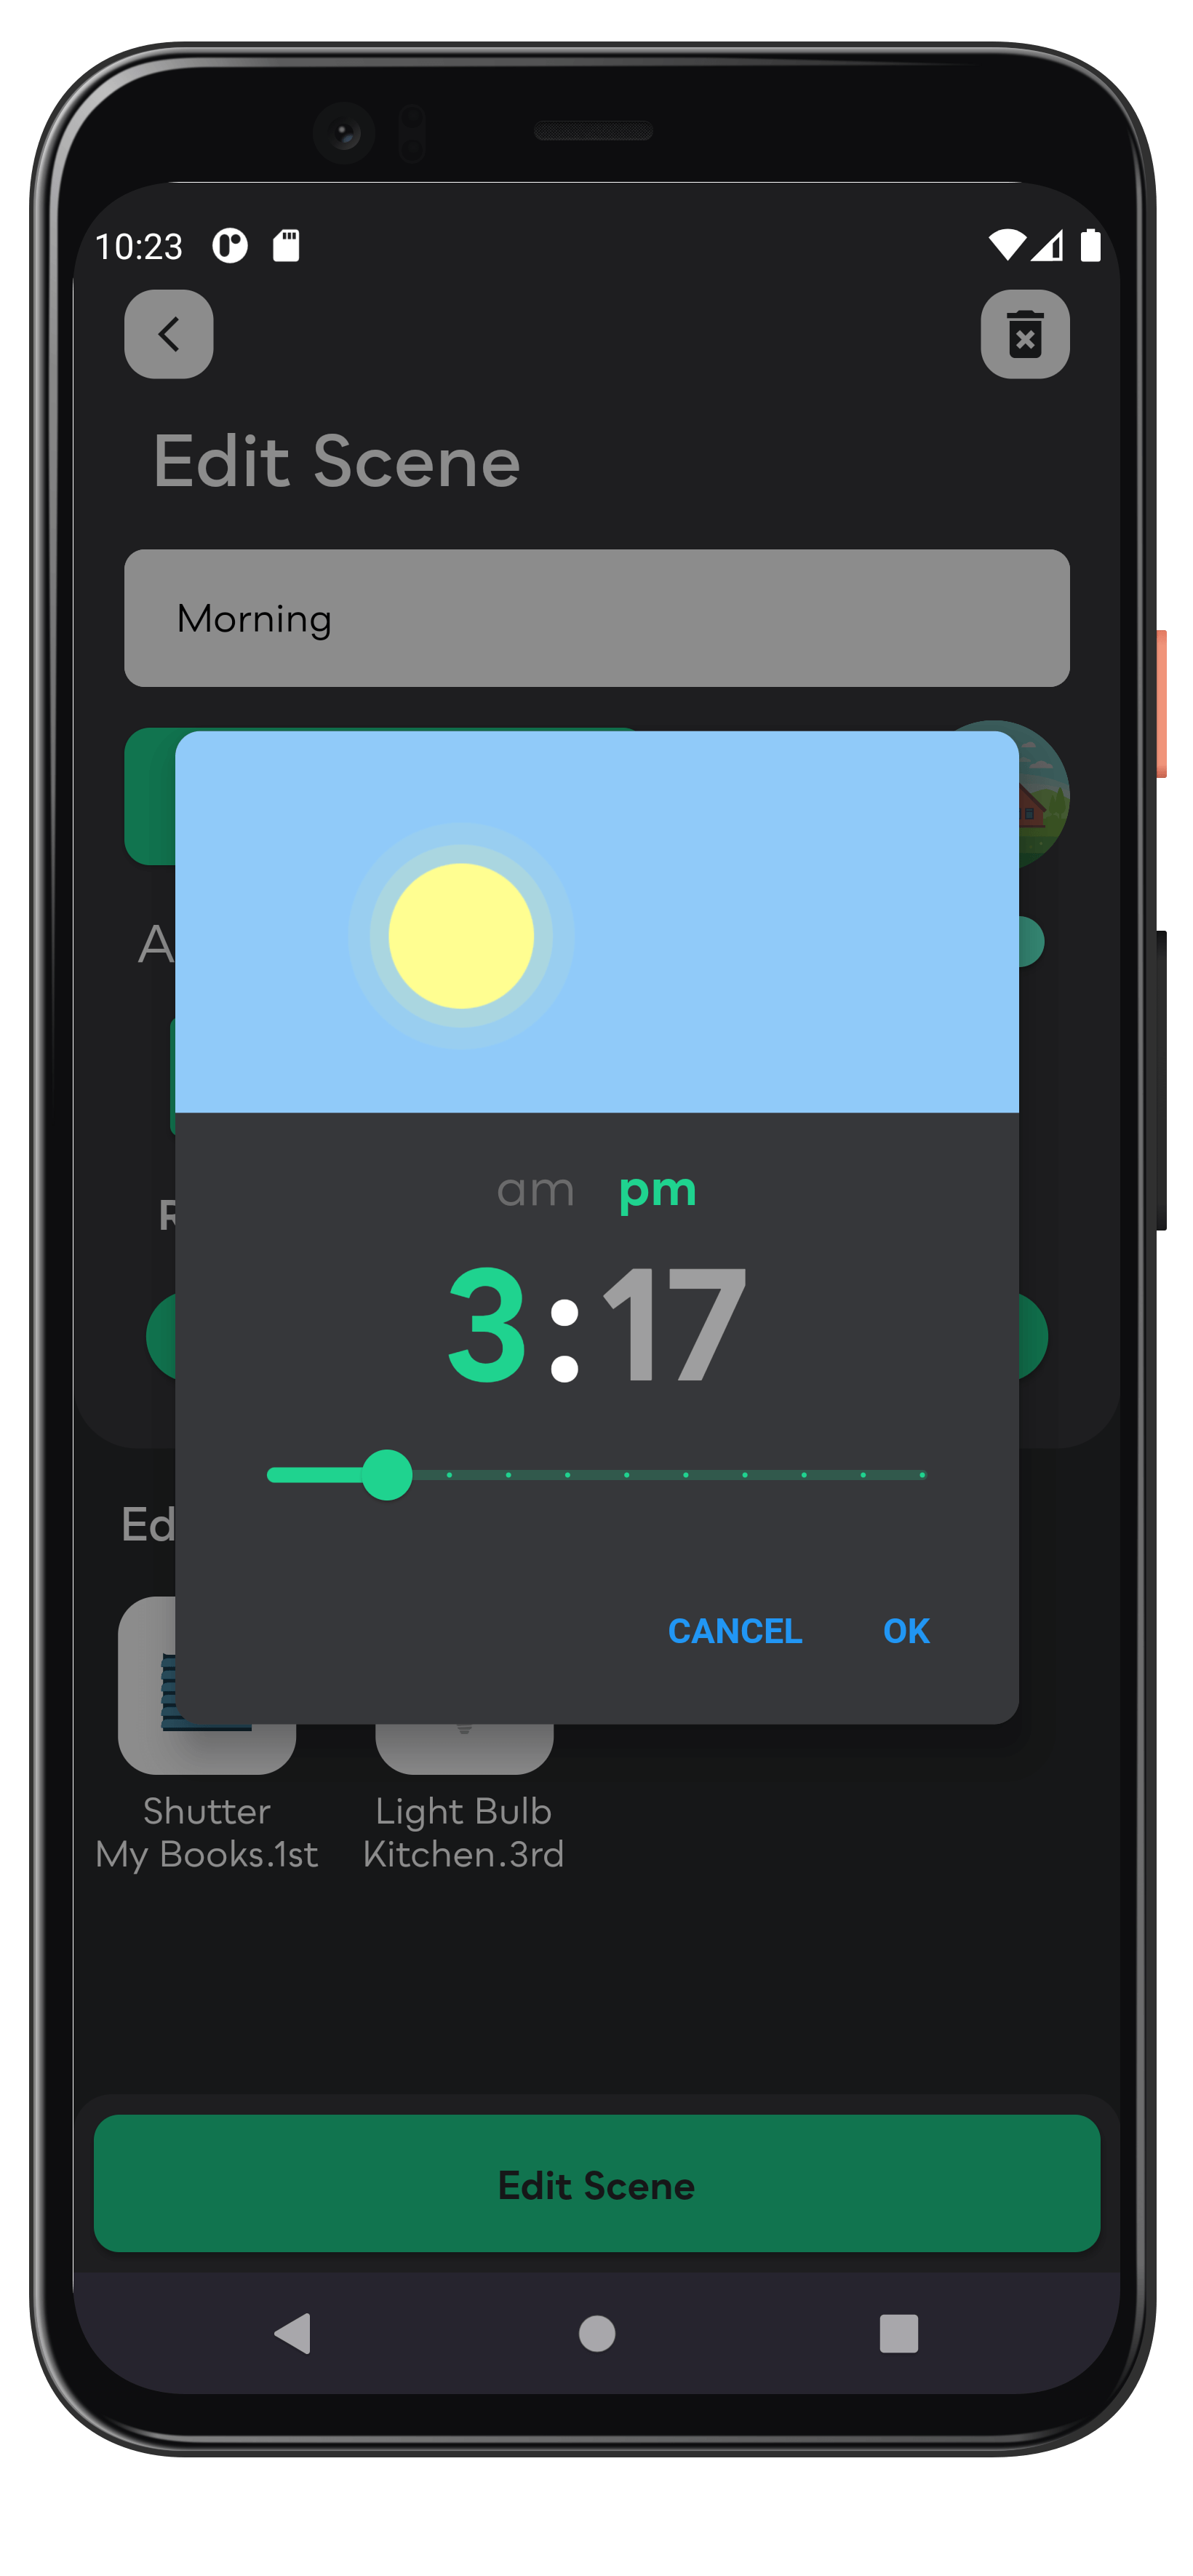 10:23
Edit Scene
Morning
A
am pm
3:17
Ed
CANCEL OK
Shutter
My Books.1st
Light Bulb
Kitchen.3rd
Edit Scene